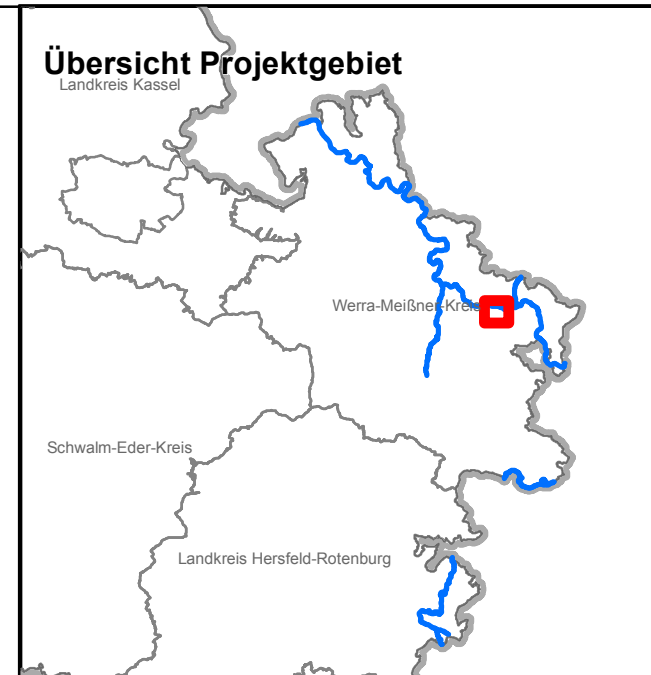 Übersicht Projektgebiet
Landkreis Kassel
Werra-Meißner-Kreis
Schwalm-Eder-Kreis
Landkreis Hersfeld-Rotenburg